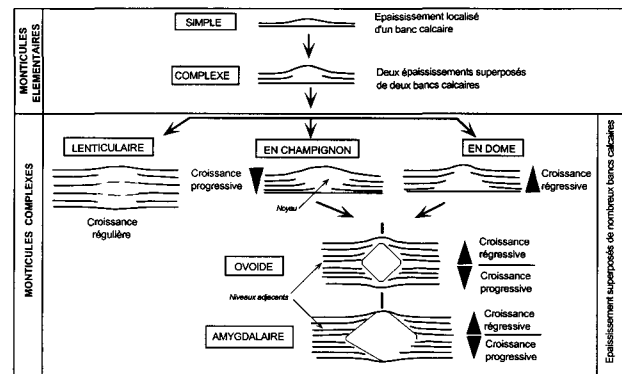 MONTICULES
ELEMENTAIRES
SIMPLE
Epaississement localisé
d'un banc calcaire
COMPLEXE
Deux épaississements superposés
de deux bancs calcaires
MONTICULES COMPLEXES
LENTICULAIRE
Croissance
régulière
EN CHAMPIGNON
Croissance
progressive
Noyau
EN DOME
Croissance
régressive
OVOIDE
Croissance
régressive
Croissance
progressive
Niveaux adjacents
AMYGDALAIRE
Croissance
régressive
Croissance
progressive
Epaississement superposés de nombreux bancs calcaires